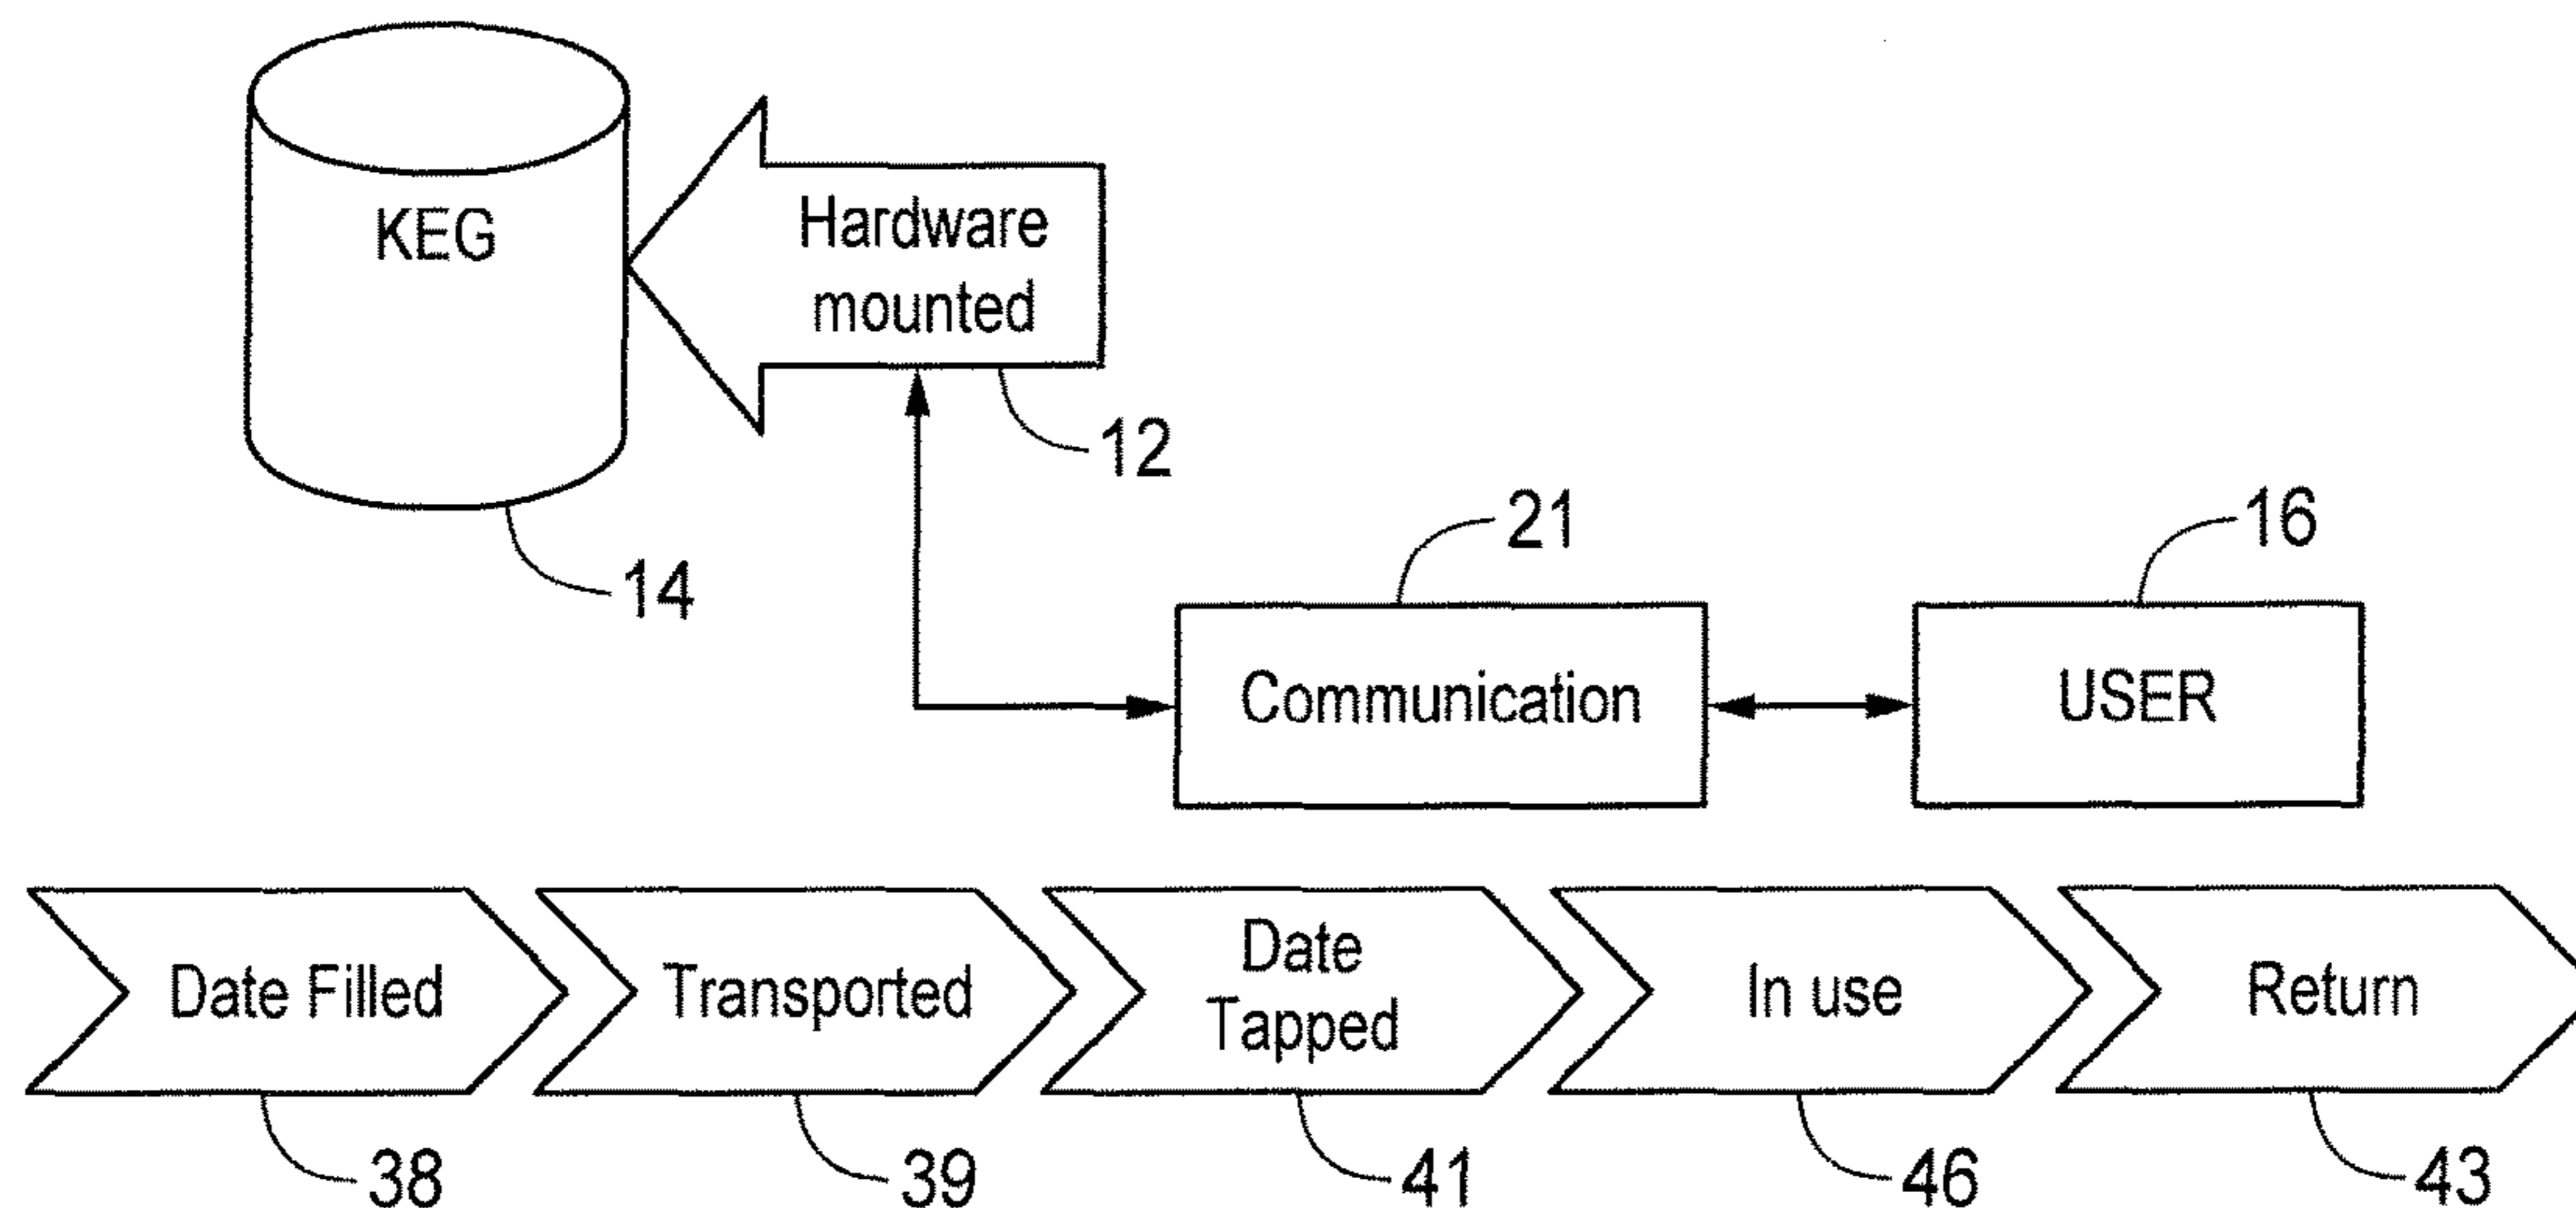 KEG
Hardware
mounted
12
14
21
16
Communication
USER
Date Filled
Transported
Date
Tapped
In use
Return
38
39
41
46
43